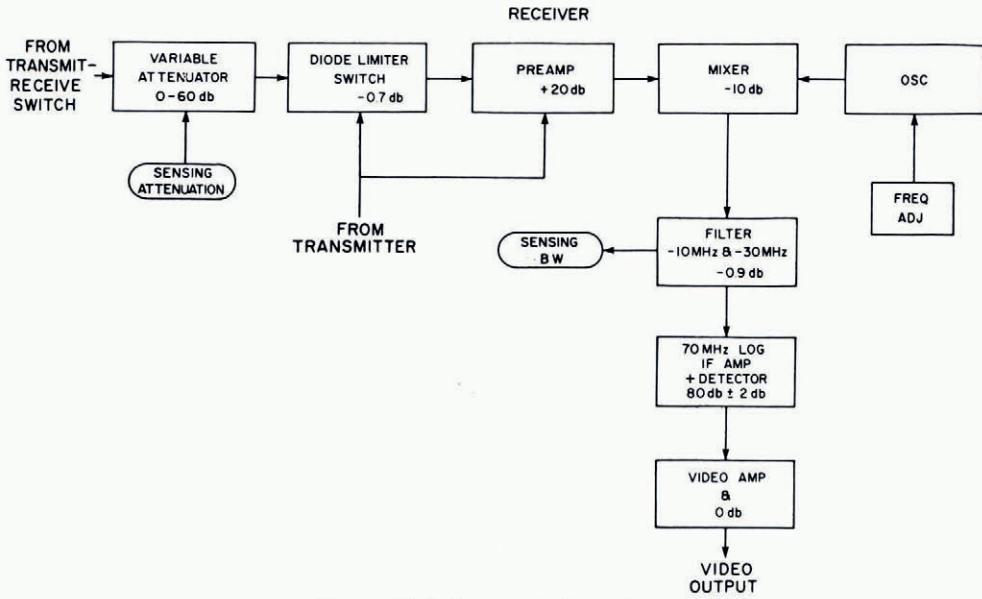 RECEIVER
FROM
TRANSMIT-
RECEIVE
SWITCH
VARIABLE
ATTENUATOR
0-60 db
DIODE LIMITER
SWITCH
-0.7 db
PREAMP
+20 db
MIXER
-10 db
OSC
SENSING
ATTENUATION
FROM
TRANSMITTER
FREQ
ADJ
SENSING
BW
FILTER
-10MHz & -30MHz
-0.9 db
70 MHz LOG
IF AMP
+ DETECTOR
80 db ± 2 db
VIDEO AMP
&
0 db
VIDEO
OUTPUT